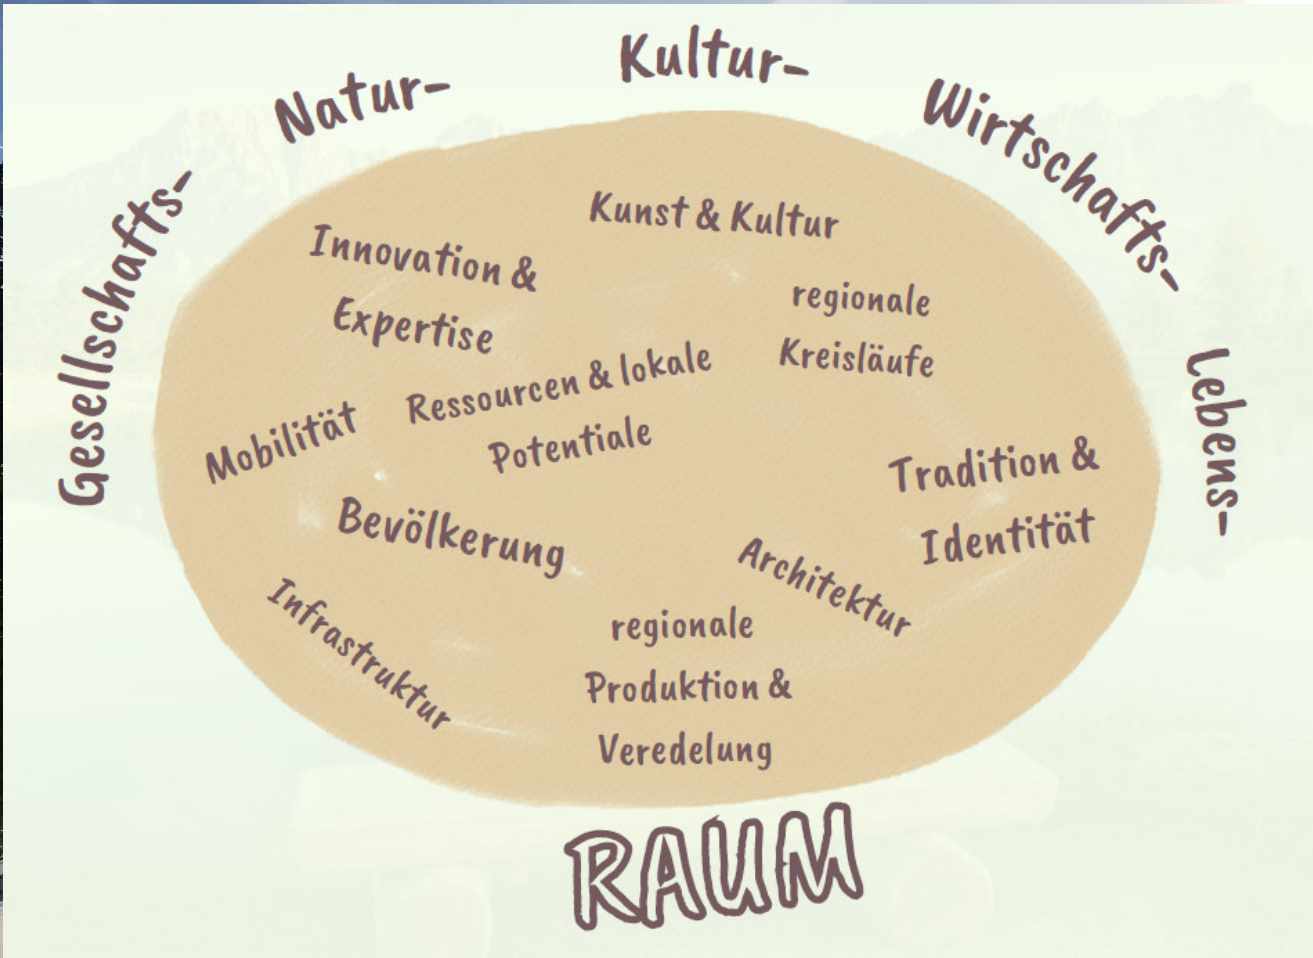 Gesellschafts-
Natur-
Kultur-
Wirtschafts-
Lebens-
Kunst & Kultur
Innovation &
Expertise
regionale
Kreisläufe
Ressourcen & lokale
Potentiale
Mobilität
Tradition &
Identität
Bevölkerung
Architektur
Infrastruktur
regionale
Produktion &
Veredelung
RAUM